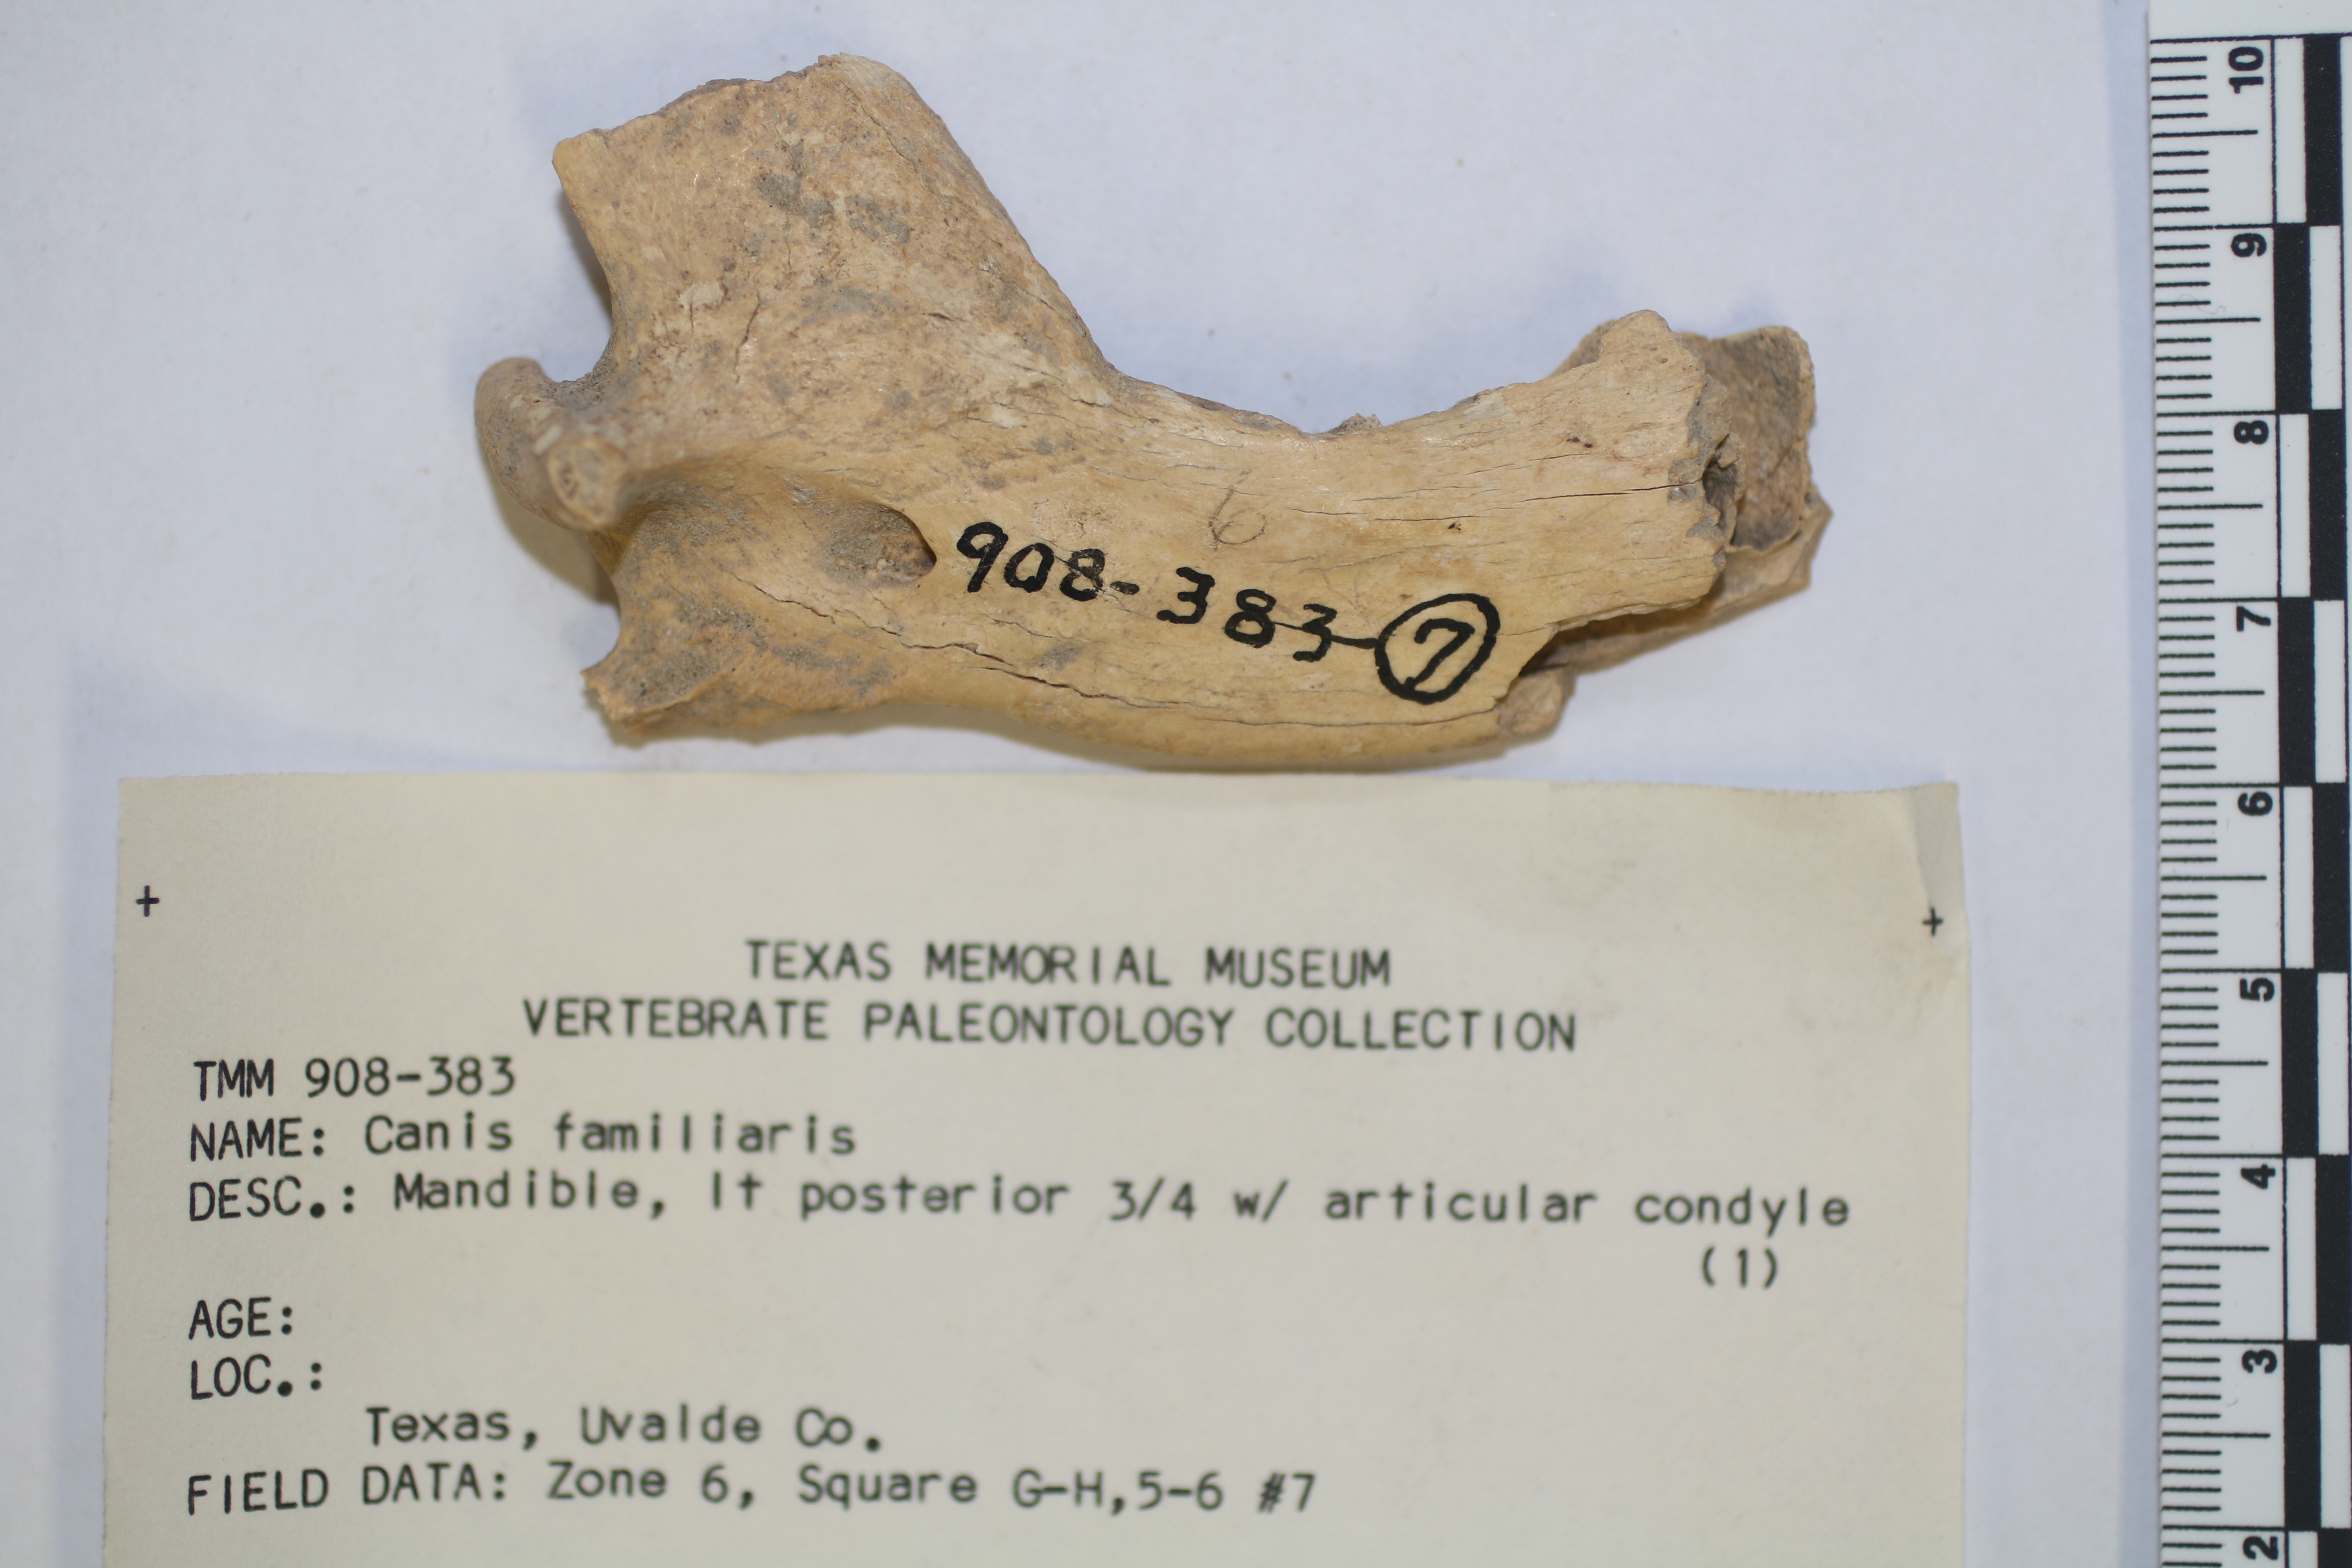 6
908-383-7
TEXAS MEMORIAL MUSEUM
VERTEBRATE PALEONTOLOGY COLLECTION
TMM 908-383
NAME: Canis familiaris
DESC.: Mandible, lt posterior 3/4 w/ articular condyle
(1)
AGE:
LOC.:
Texas, Uvalde Co.
FIELD DATA: Zone 6, Square G-H,5-6 #7
10
9
8
7
6
5
4
3
2